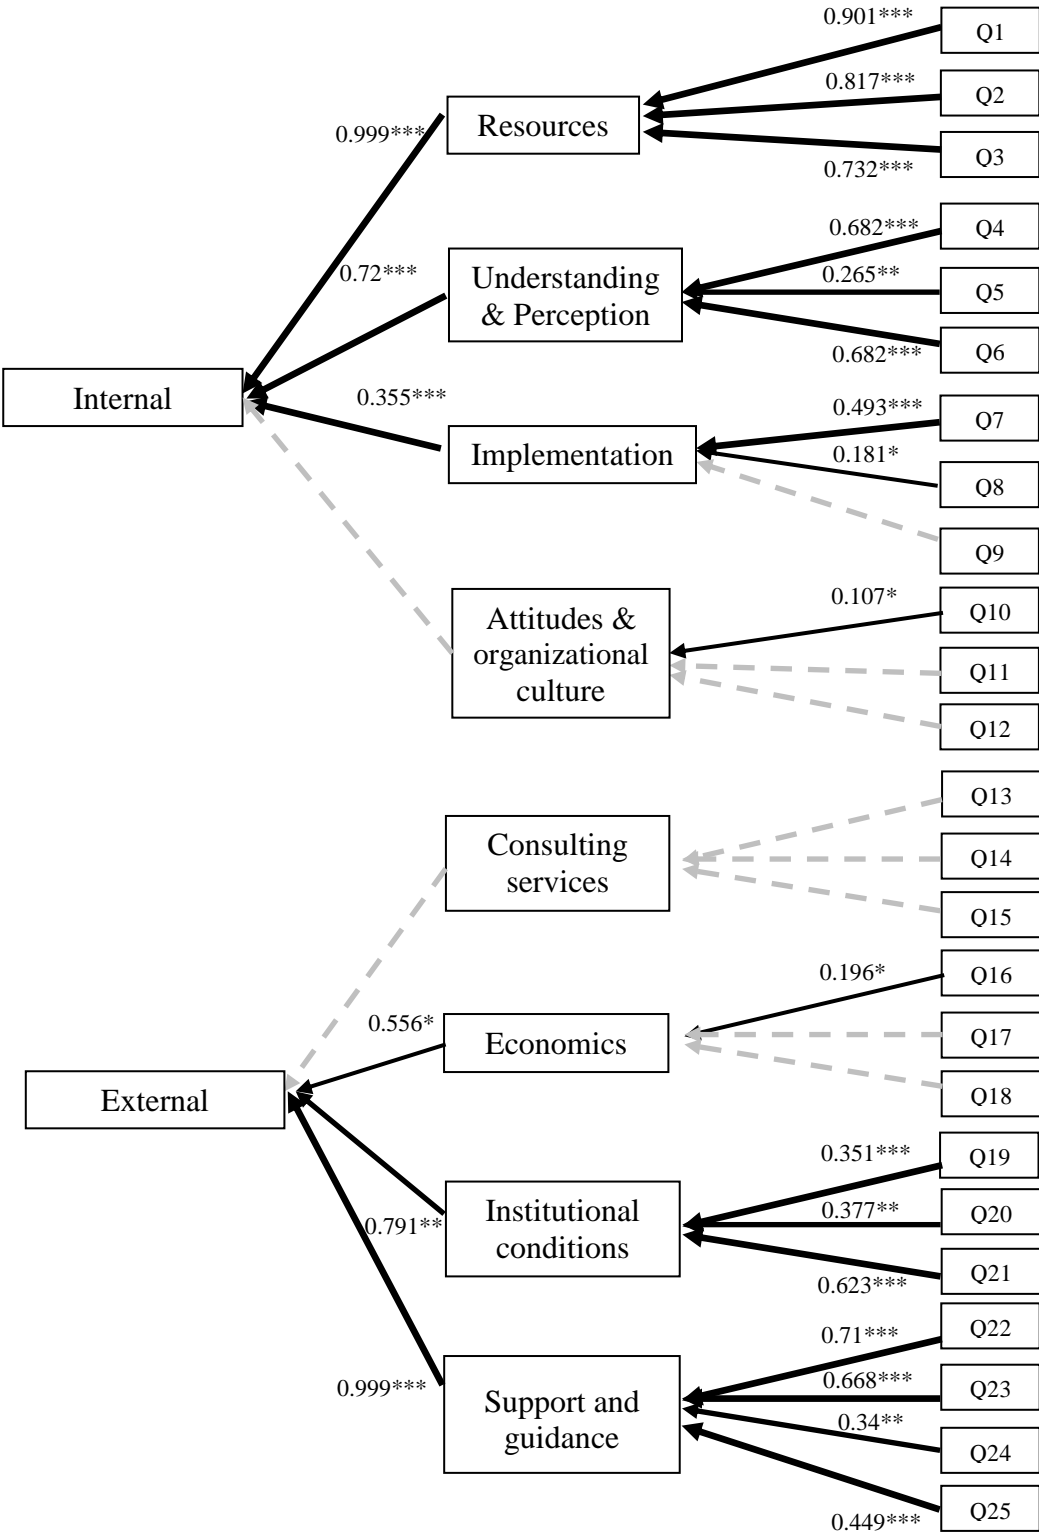 0.901***
Q1
0.817***
Q2
Resources
0.999***
Q3
0.732***
0.682***
Q4
0.72***
Understanding
& Perception
0.265**
Q5
0.682***
Q6
Internal
0.355***
0.493***
Q7
Implementation
0.181*
Q8
Q9
0.107*
Q10
Attitudes &
organizational
culture
Q11
Q12
Q13
Consulting
services
Q14
Q15
0.196*
Q16
0.556*
Economics
Q17
Q18
External
0.351***
Q19
0.791**
Institutional
conditions
0.377**
Q20
0.623***
Q21
0.71***
Q22
0.999***
0.668***
Q23
Support and
guidance
0.34**
Q24
0.449***
Q25